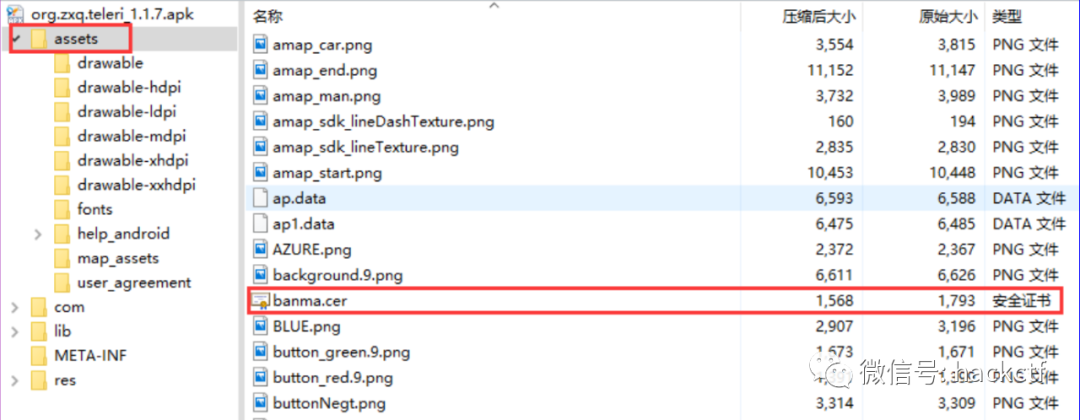 org.zxq.teleri_1.1.7.apk
assets
drawable
drawable-hdpi
drawable-ldpi
drawable-mdpi
drawable-xhdpi
drawable-xxhdpi
fonts
help_android
map_assets
user_agreement
com
lib
META-INF
res
名称 压缩后大小 原始大小 类型
amap_car.png 3,554 3,815 PNG 文件
amap_end.png 11,152 11,147 PNG 文件
amap_man.png 3,732 3,989 PNG 文件
amap_sdk_lineDashTexture.png 160 194 PNG 文件
amap_sdk_lineTexture.png 2,835 2,830 PNG 文件
amap_start.png 10,453 10,448 PNG 文件
ap.data 6,593 6,588 DATA 文件
ap1.data 6,475 6,485 DATA 文件
AZURE.png 2,372 2,367 PNG 文件
background.9.png 6,611 6,626 PNG 文件
banma.cer 1,568 1,793 安全证书
BLUE.png 2,907 3,196 PNG 文件
button_green.9.png 1,673 1,671 PNG 文件
button_red.9.png PNG 文件
buttonNegt.png 3,314 3,309 PNG 文件
微信号: hackctf